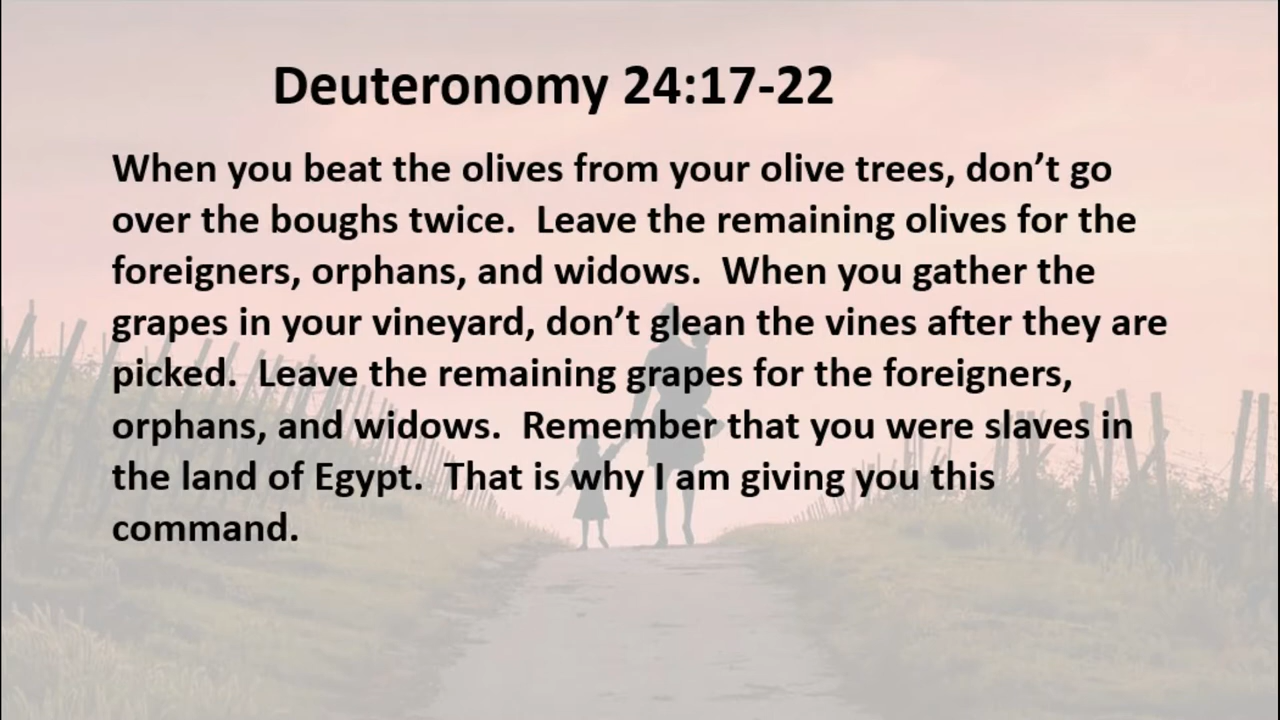 Deuteronomy 24:17-22
When you beat the olives from your olive trees, don’t go
over the boughs twice.  Leave the remaining olives for the
foreigners, orphans, and widows.  When you gather the
grapes in your vineyard, don’t glean the vines after they are
picked.  Leave the remaining grapes for the foreigners,
orphans, and widows.  Remember that you were slaves in
the land of Egypt.  That is why I am giving you this
command.